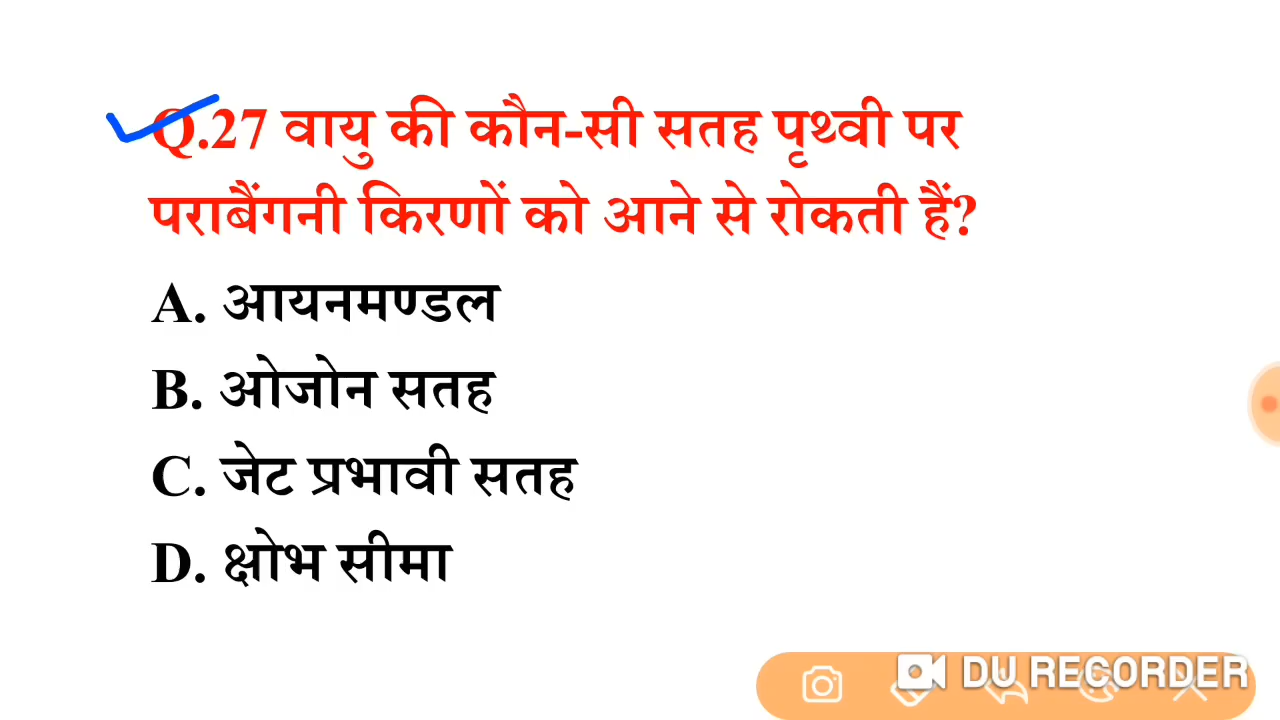 Q.27 वायु की कौन-सी सतह पृथ्वी पर
पराबैंगनी किरणों को आने से रोकती हैं?
A. आयनमण्डल
B. ओजोन सतह
C. जेट प्रभावी सतह
D. क्षोभ सीमा
DU RECORDER